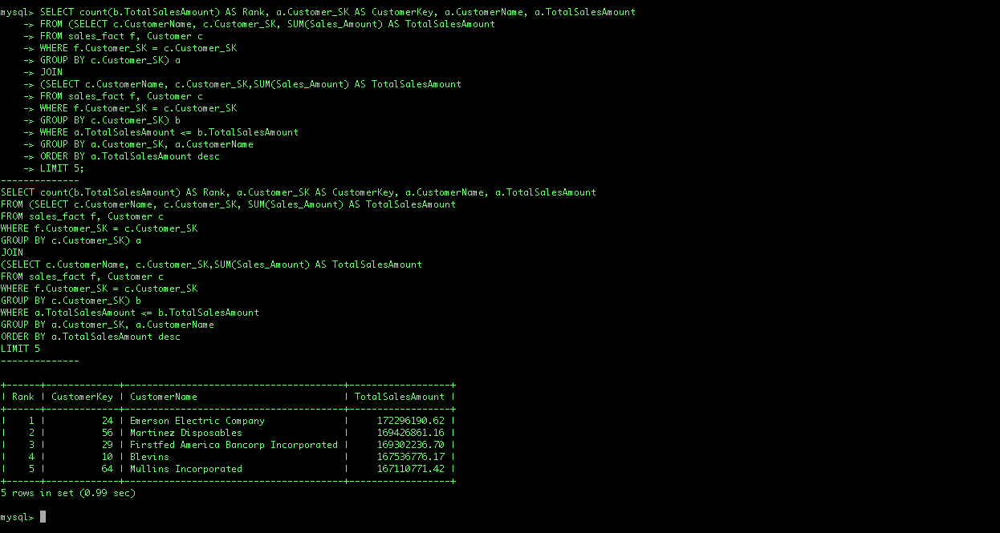 mysql> SELECT count(b.TotalSalesAmount) AS Rank, a.Customer_SK AS CustomerKey, a.CustomerName, a.TotalSalesAmount
    -> FROM (SELECT c.CustomerName, c.Customer_SK, SUM(Sales_Amount) AS TotalSalesAmount
    -> FROM sales_fact f, Customer c
    -> WHERE f.Customer_SK = c.Customer_SK
    -> GROUP BY c.Customer_SK) a
    -> JOIN
    -> (SELECT c.CustomerName, c.Customer_SK,SUM(Sales_Amount) AS TotalSalesAmount
    -> FROM sales_fact f, Customer c
    -> WHERE f.Customer_SK = c.Customer_SK
    -> GROUP BY c.Customer_SK) b
    -> WHERE a.TotalSalesAmount <= b.TotalSalesAmount
    -> GROUP BY a.Customer_SK, a.CustomerName
    -> ORDER BY a.TotalSalesAmount desc
    -> LIMIT 5;
--------------
SELECT count(b.TotalSalesAmount) AS Rank, a.Customer_SK AS CustomerKey, a.CustomerName, a.TotalSalesAmount
FROM (SELECT c.CustomerName, c.Customer_SK, SUM(Sales_Amount) AS TotalSalesAmount
FROM sales_fact f, Customer c
WHERE f.Customer_SK = c.Customer_SK
GROUP BY c.Customer_SK) a
JOIN
(SELECT c.CustomerName, c.Customer_SK,SUM(Sales_Amount) AS TotalSalesAmount
FROM sales_fact f, Customer c
WHERE f.Customer_SK = c.Customer_SK
GROUP BY c.Customer_SK) b
WHERE a.TotalSalesAmount <= b.TotalSalesAmount
GROUP BY a.Customer_SK, a.CustomerName
ORDER BY a.TotalSalesAmount desc
LIMIT 5
--------------

+------+-------------+---------------------------------------+------------------+
| Rank | CustomerKey | CustomerName                          | TotalSalesAmount |
+------+-------------+---------------------------------------+------------------+
|    1 |          24 | Emerson Electric Company              |     172296190.62 |
|    2 |          56 | Martinez Disposables                  |     169426861.16 |
|    3 |          29 | Firstfed America Bancorp Incorporated |     169302236.70 |
|    4 |          10 | Blevins                               |     167536776.17 |
|    5 |          64 | Mullins Incorporated                  |     167110771.42 |
+------+-------------+---------------------------------------+------------------+
5 rows in set (0.99 sec)

mysql>